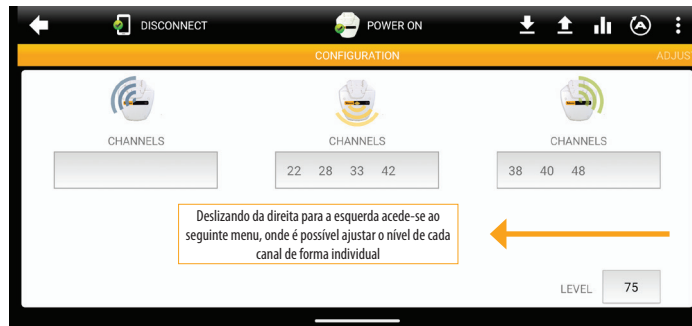 DISCONNECT POWER ON
CONFIGURATION ADJUS
CHANNELS CHANNELS CHANNELS
22 28 33 42 38 40 48
Deslizando da direita para a esquerda acede-se ao
seguinte menu, onde é possível ajustar o nível de cada
canal de forma individual
LEVEL 75